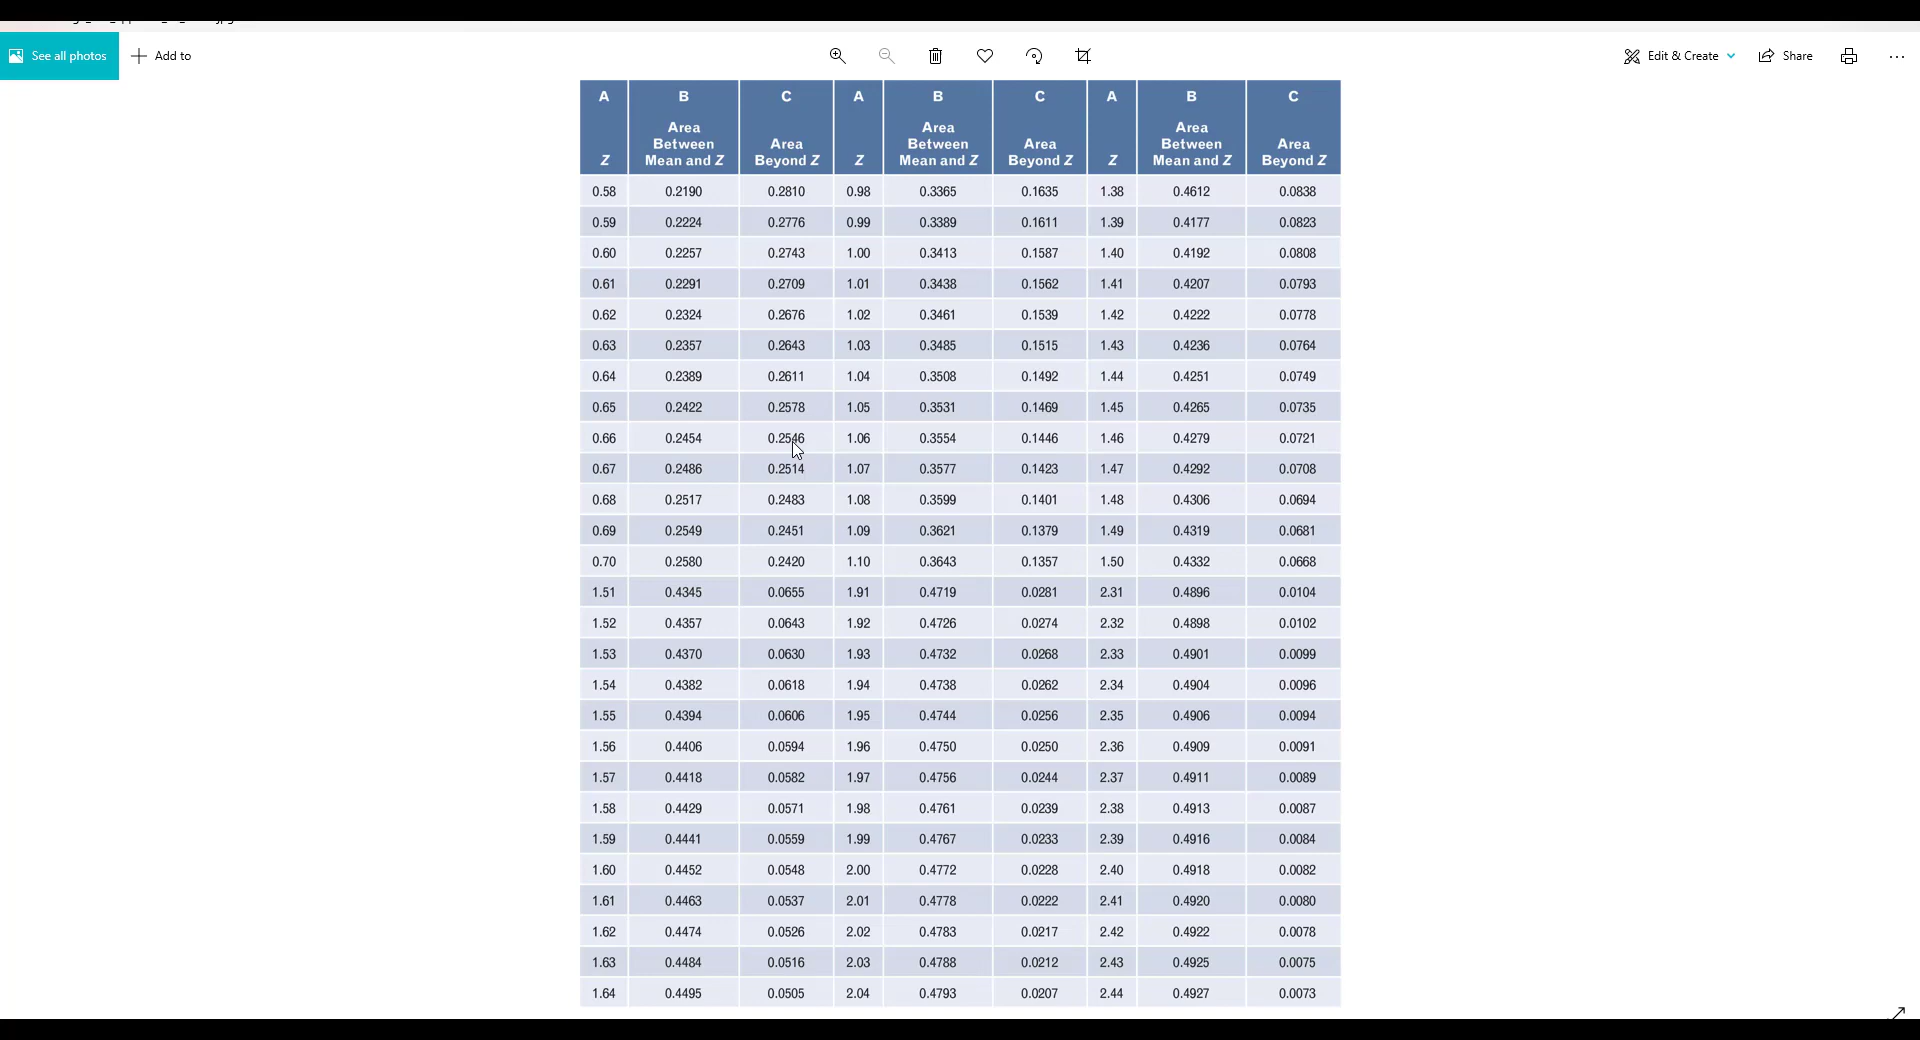 See all photos
Add to
Edit & Create
Share
A B C A B C A B C
Area Area Area
Between Area Between Area Between Area
Z Mean and Z Beyond Z Z Mean and Z Beyond Z Z Mean and Z Beyond Z
0.58 0.2190 0.2810 0.98 0.3365 0.1635 1.38 0.4612 0.0838
0.59 0.2224 0.2776 0.99 0.3389 0.1611 1.39 0.4177 0.0823
0.60 0.2257 0.2743 1.00 0.3413 0.1587 1.40 0.4192 0.0808
0.61 0.2291 0.2709 1.01 0.3438 0.1562 1.41 0.4207 0.0793
0.62 0.2324 0.2676 1.02 0.3461 0.1539 1.42 0.4222 0.0778
0.63 0.2357 0.2643 1.03 0.3485 0.1515 1.43 0.4236 0.0764
0.64 0.2389 0.2611 1.04 0.3508 0.1492 1.44 0.4251 0.0749
0.65 0.2422 0.2578 1.05 0.3531 0.1469 1.45 0.4265 0.0735
0.66 0.2454 0.2546 1.06 0.3554 0.1446 1.46 0.4279 0.0721
0.67 0.2486 0.2514 1.07 0.3577 0.1423 1.47 0.4292 0.0708
0.68 0.2517 0.2483 1.08 0.3599 0.1401 1.48 0.4306 0.0694
0.69 0.2549 0.2451 1.09 0.3621 0.1379 1.49 0.4319 0.0681
0.70 0.2580 0.2420 1.10 0.3643 0.1357 1.50 0.4332 0.0668
1.51 0.4345 0.0655 1.91 0.4719 0.0281 2.31 0.4896 0.0104
1.52 0.4357 0.0643 1.92 0.4726 0.0274 2.32 0.4898 0.0102
1.53 0.4370 0.0630 1.93 0.4732 0.0268 2.33 0.4901 0.0099
1.54 0.4382 0.0618 1.94 0.4738 0.0262 2.34 0.4904 0.0096
1.55 0.4394 0.0606 1.95 0.4744 0.0256 2.35 0.4906 0.0094
1.56 0.4406 0.0594 1.96 0.4750 0.0250 2.36 0.4909 0.0091
1.57 0.4418 0.0582 1.97 0.4756 0.0244 2.37 0.4911 0.0089
1.58 0.4429 0.0571 1.98 0.4761 0.0239 2.38 0.4913 0.0087
1.59 0.4441 0.0559 1.99 0.4767 0.0233 2.39 0.4916 0.0084
1.60 0.4452 0.0548 2.00 0.4772 0.0228 2.40 0.4918 0.0082
1.61 0.4463 0.0537 2.01 0.4778 0.0222 2.41 0.4920 0.0080
1.62 0.4474 0.0526 2.02 0.4783 0.0217 2.42 0.4922 0.0078
1.63 0.4484 0.0516 2.03 0.4788 0.0212 2.43 0.4925 0.0075
1.64 0.4495 0.0505 2.04 0.4793 0.0207 2.44 0.4927 0.0073